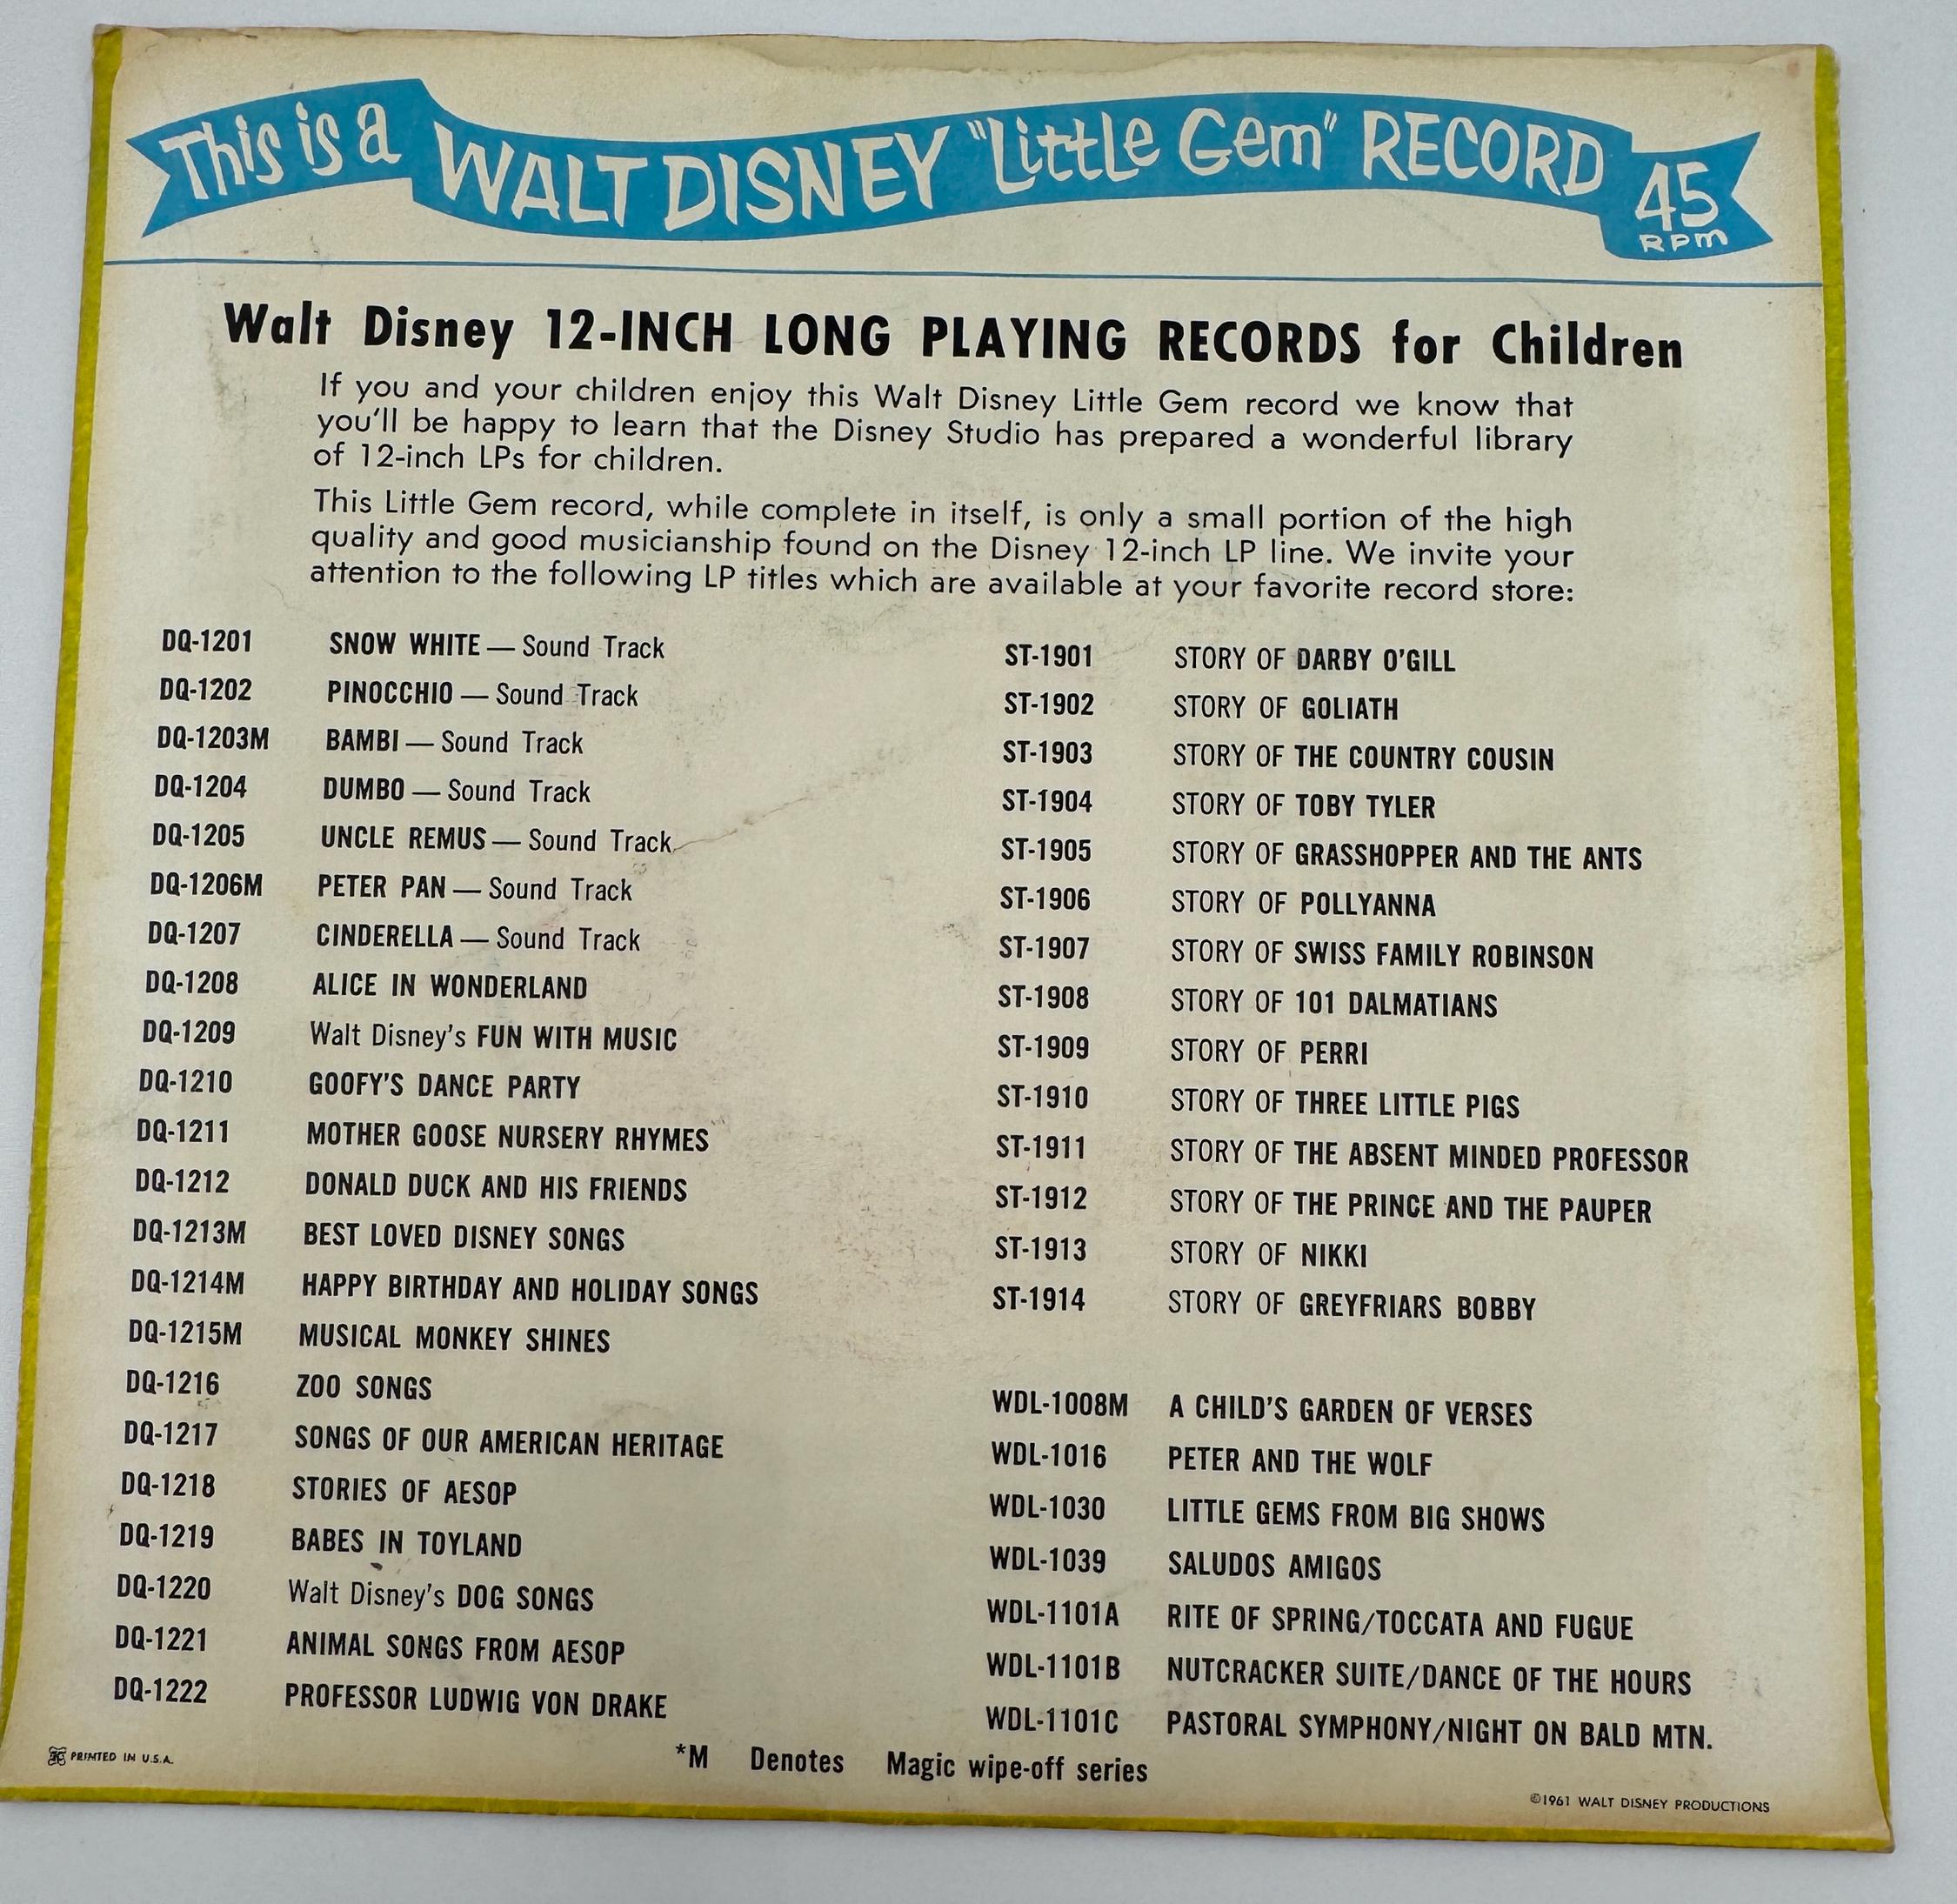 This is a WALT DISNEY "Little Gem" RECORD 45 RPM
Walt Disney 12-INCH LONG PLAYING RECORDS for Children
If you and your children enjoy this Walt Disney Little Gem record we know that
you'll be happy to learn that the Disney Studio has prepared a wonderful library
of 12-inch LPs for children.
This Little Gem record, while complete in itself, is only a small portion of the high
quality and good musicianship found on the Disney 12-inch LP line. We invite your
attention to the following LP titles which are available at your favorite record store:
DQ-1201 SNOW WHITE — Sound Track
DQ-1202 PINOCCHIO — Sound Track
DQ-1203M BAMBI — Sound Track
DQ-1204 DUMBO — Sound Track
DQ-1205 UNCLE REMUS — Sound Track
DQ-1206M PETER PAN — Sound Track
DQ-1207 CINDERELLA — Sound Track
DQ-1208 ALICE IN WONDERLAND
DQ-1209 Walt Disney's FUN WITH MUSIC
DQ-1210 GOOFY'S DANCE PARTY
DQ-1211 MOTHER GOOSE NURSERY RHYMES
DQ-1212 DONALD DUCK AND HIS FRIENDS
DQ-1213M BEST LOVED DISNEY SONGS
DQ-1214M HAPPY BIRTHDAY AND HOLIDAY SONGS
DQ-1215M MUSICAL MONKEY SHINES
DQ-1216 ZOO SONGS
DQ-1217 SONGS OF OUR AMERICAN HERITAGE
DQ-1218 STORIES OF AESOP
DQ-1219 BABES IN TOYLAND
DQ-1220 Walt Disney's DOG SONGS
DQ-1221 ANIMAL SONGS FROM AESOP
DQ-1222 PROFESSOR LUDWIG VON DRAKE
ST-1901 STORY OF DARBY O'GILL
ST-1902 STORY OF GOLIATH
ST-1903 STORY OF THE COUNTRY COUSIN
ST-1904 STORY OF TOBY TYLER
ST-1905 STORY OF GRASSHOPPER AND THE ANTS
ST-1906 STORY OF POLLYANNA
ST-1907 STORY OF SWISS FAMILY ROBINSON
ST-1908 STORY OF 101 DALMATIANS
ST-1909 STORY OF PERRI
ST-1910 STORY OF THREE LITTLE PIGS
ST-1911 STORY OF THE ABSENT MINDED PROFESSOR
ST-1912 STORY OF THE PRINCE AND THE PAUPER
ST-1913 STORY OF NIKKI
ST-1914 STORY OF GREYFRIARS BOBBY
WDL-1008M A CHILD'S GARDEN OF VERSES
WDL-1016 PETER AND THE WOLF
WDL-1030 LITTLE GEMS FROM BIG SHOWS
WDL-1039 SALUDOS AMIGOS
WDL-1101A RITE OF SPRING/TOCCATA AND FUGUE
WDL-1101B NUTCRACKER SUITE/DANCE OF THE HOURS
WDL-1101C PASTORAL SYMPHONY/NIGHT ON BALD MTN.
*M Denotes Magic wipe-off series
PRINTED IN U.S.A.
©1961 WALT DISNEY PRODUCTIONS